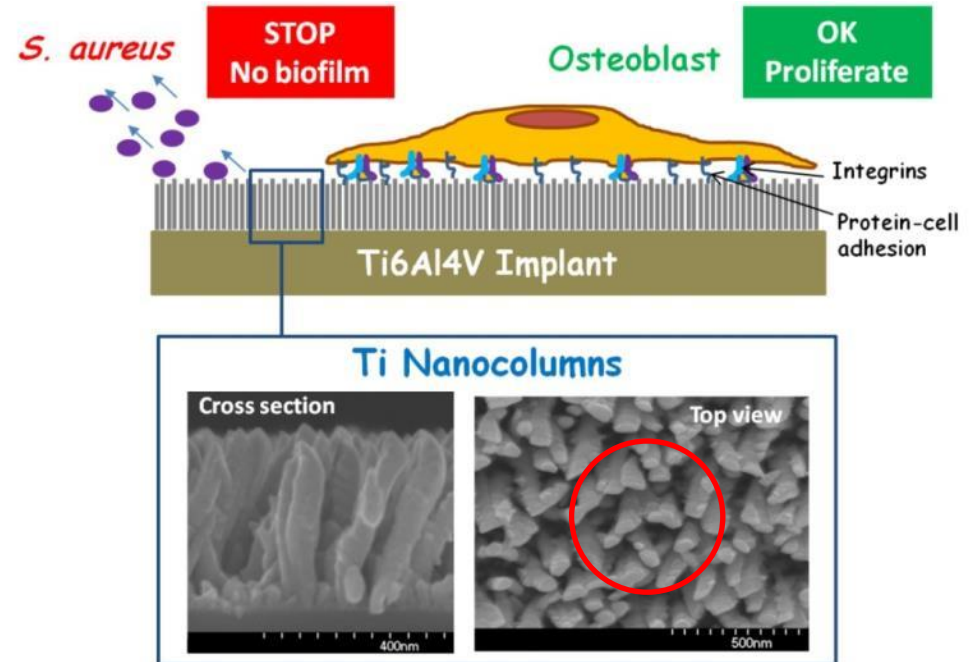 S. aureus
STOP
No biofilm
Osteoblast
OK
Proliferate
Integrins
Protein-cell
adhesion
Ti6Al4V Implant
Ti Nanocolumns
Cross section
Top view
400nm
500nm